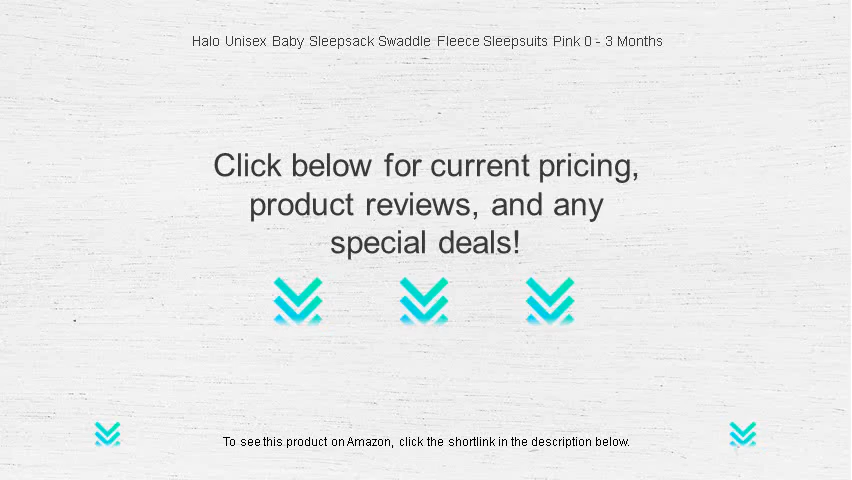 Halo Unisex Baby Sleepsack Swaddle Fleece Sleepsuits Pink 0 - 3 Months
Click below for current pricing,
product reviews, and any
special deals!
To see this product on Amazon, click the shortlink in the description below.